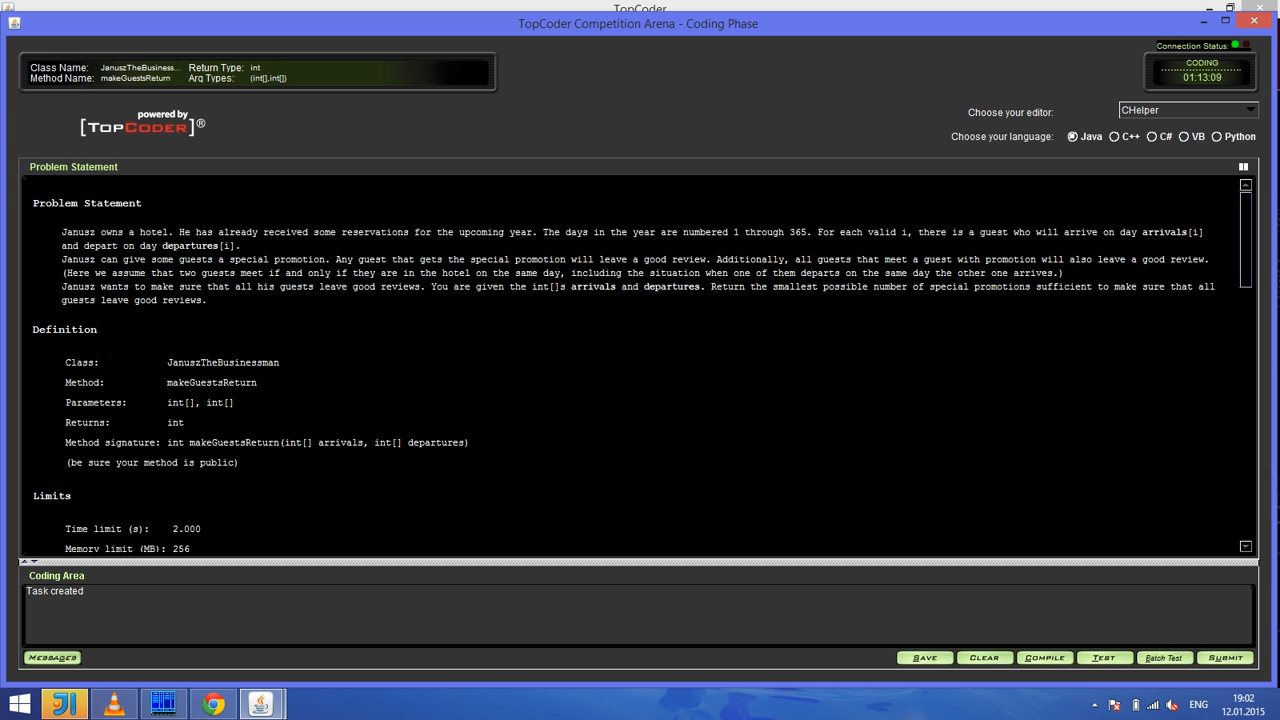 TopCoder
TopCoder Competition Arena - Coding Phase
Connection Status:
Class Name: JanuszTheBusiness... Return Type: int
Method Name: makeGuestsReturn Arg Types: (int[],int[])
CODING
01:13:09
powered by
[TOPCODER]®
Choose your editor: CHelper
Choose your language: Java C++ C# VB Python
Problem Statement
Problem Statement
Janusz owns a hotel. He has already received some reservations for the upcoming year. The days in the year are numbered 1 through 365. For each valid i, there is a guest who will arrive on day arrivals[i]
and depart on day departures[i].
Janusz can give some guests a special promotion. Any guest that gets the special promotion will leave a good review. Additionally, all guests that meet a guest with promotion will also leave a good review.
(Here we assume that two guests meet if and only if they are in the hotel on the same day, including the situation when one of them departs on the same day the other one arrives.)
Janusz wants to make sure that all his guests leave good reviews. You are given the int[]s arrivals and departures. Return the smallest possible number of special promotions sufficient to make sure that all
guests leave good reviews.
Definition
Class: JanuszTheBusinessman
Method: makeGuestsReturn
Parameters: int[], int[]
Returns: int
Method signature: int makeGuestsReturn(int[] arrivals, int[] departures)
(be sure your method is public)
Limits
Time limit (s): 2.000
Memory limit (MB): 256
Coding Area
Task created
MESSAGES SAVE CLEAR COMPILE TEST Batch Test SUBMIT
ENG
19:02
12.01.2015